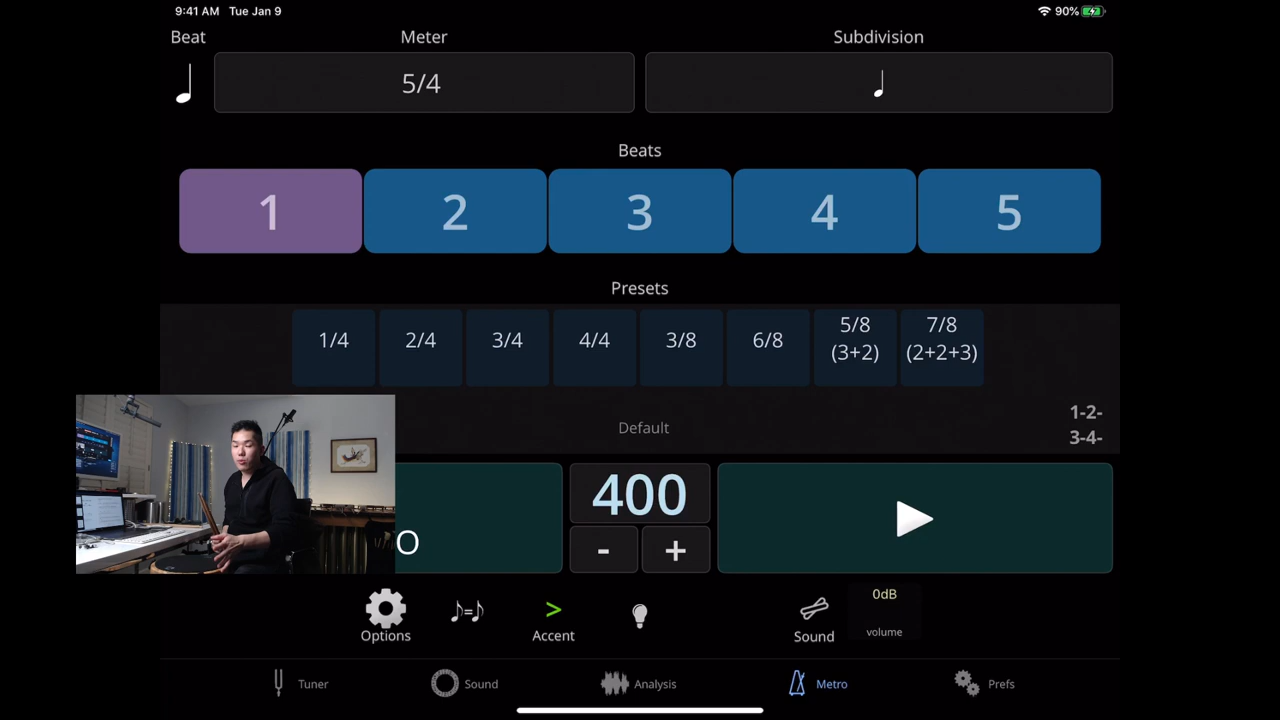 9:41 AM Tue Jan 9
90%
Beat
Meter
Subdivision
5/4
Beats
1 2 3 4 5
Presets
1/4
2/4
3/4
4/4
3/8
6/8
5/8
(3+2)
7/8
(2+2+3)
Default
1-2-
3-4-
400
- +
O
Options
>
Accent
Sound
0dB
volume
Tuner
Sound
Analysis
Metro
Prefs